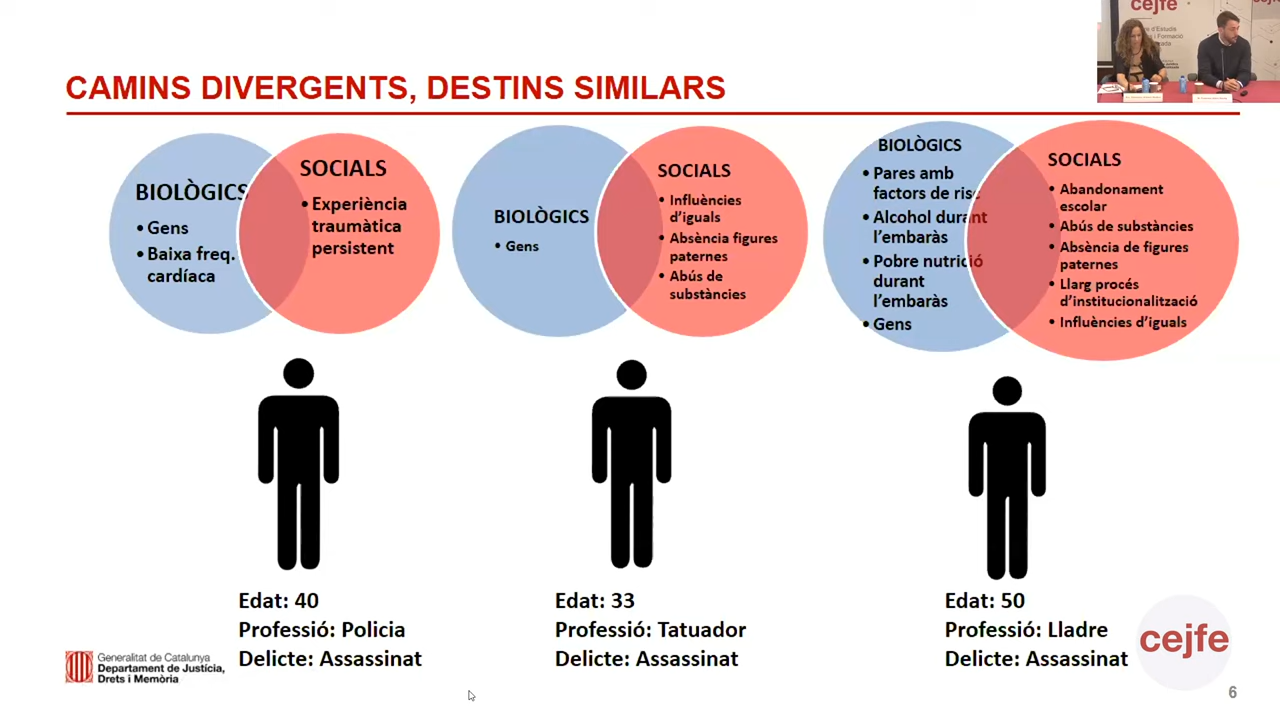 CAMINS DIVERGENTS, DESTINS SIMILARS
BIOLÒGICS
• Gens
• Baixa freq.
cardíaca
SOCIALS
• Experiència
traumàtica
persistent
BIOLÒGICS
• Gens
SOCIALS
• Influències
d'iguals
• Absència figures
paternes
• Abús de
substàncies
BIOLÒGICS
• Pares amb
factors de risc
• Alcohol durant
l'embaràs
• Pobre nutrició
durant
l'embaràs
• Gens
SOCIALS
• Abandonament
escolar
• Abús de substàncies
• Absència de figures
paternes
• Llarg procés
d'institucionalització
• Influències d'iguals
Edat: 40
Professió: Policia
Delicte: Assassinat
Edat: 33
Professió: Tatuador
Delicte: Assassinat
Edat: 50
Professió: Lladre
Delicte: Assassinat
Generalitat de Catalunya
Departament de Justícia,
Drets i Memòria
cejfe
6
cejfe
d'Estudis
i Formació